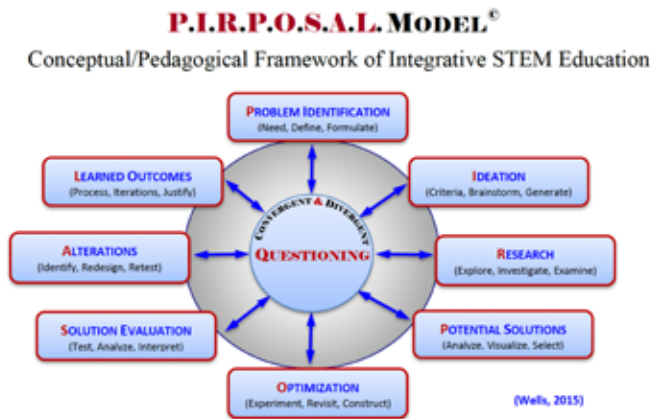 P.I.R.P.O.S.A.L. MODEL©
Conceptual/Pedagogical Framework of Integrative STEM Education
PROBLEM IDENTIFICATION
(Need, Define, Formulate)
LEARNED OUTCOMES
(Process, Iterations, Justify)
IDEATION
(Criteria, Brainstorm, Generate)
CONVERGENT & DIVERGENT
QUESTIONING
ALTERATIONS
(Identify, Redesign, Retest)
RESEARCH
(Explore, Investigate, Examine)
SOLUTION EVALUATION
(Test, Analyze, Interpret)
POTENTIAL SOLUTIONS
(Analyze, Visualize, Select)
OPTIMIZATION
(Experiment, Revisit, Construct)
(Wells, 2015)